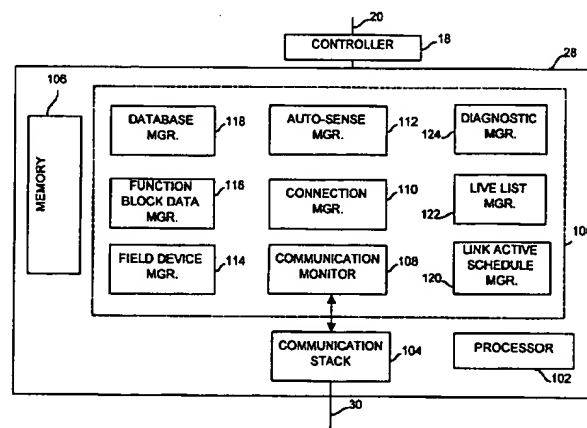 20
CONTROLLER
18
28
106
MEMORY
DATABASE
MGR.
118
AUTO-SENSE
MGR.
112
DIAGNOSTIC
MGR.
124
FUNCTION
BLOCK DATA
MGR.
116
CONNECTION
MGR.
110
LIVE LIST
MGR.
122
FIELD DEVICE
MGR.
114
COMMUNICATION
MONITOR
108
LINK ACTIVE
SCHEDULE
MGR.
120
COMMUNICATION
STACK
104
PROCESSOR
102
30